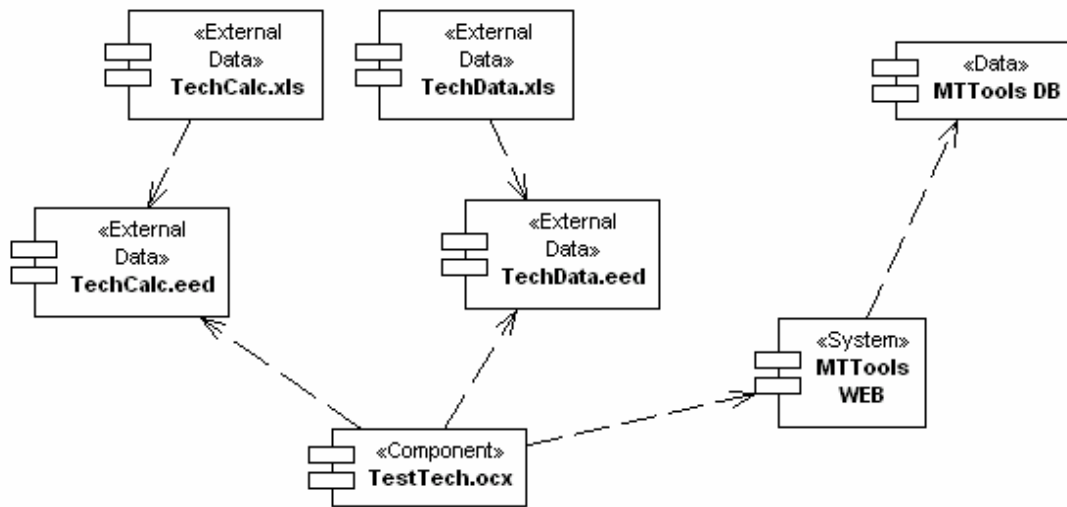 «External
Data»
TechCalc.xls
«External
Data»
TechData.xls
«Data»
MTTools DB
«External
Data»
TechCalc.eed
«External
Data»
TechData.eed
«System»
MTTools
WEB
«Component»
TestTech.ocx